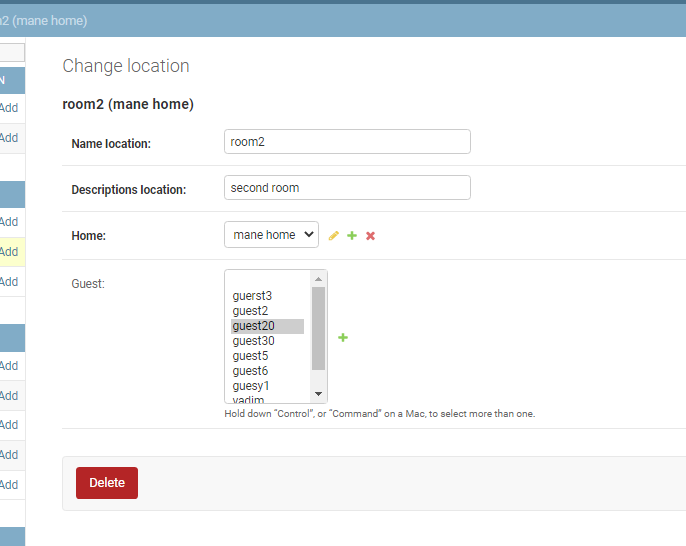 m2 (mane home)
N
Add
Add
Add
Add
Add
Add
Add
Add
Add
Add
Change location
room2 (mane home)
Name location:
room2
Descriptions location:
second room
Home:
mane home
Guest:
guerst3
guest2
guest20
guest30
guest5
guest6
guesy1
vadim
Hold down “Control”, or “Command” on a Mac, to select more than one.
Delete